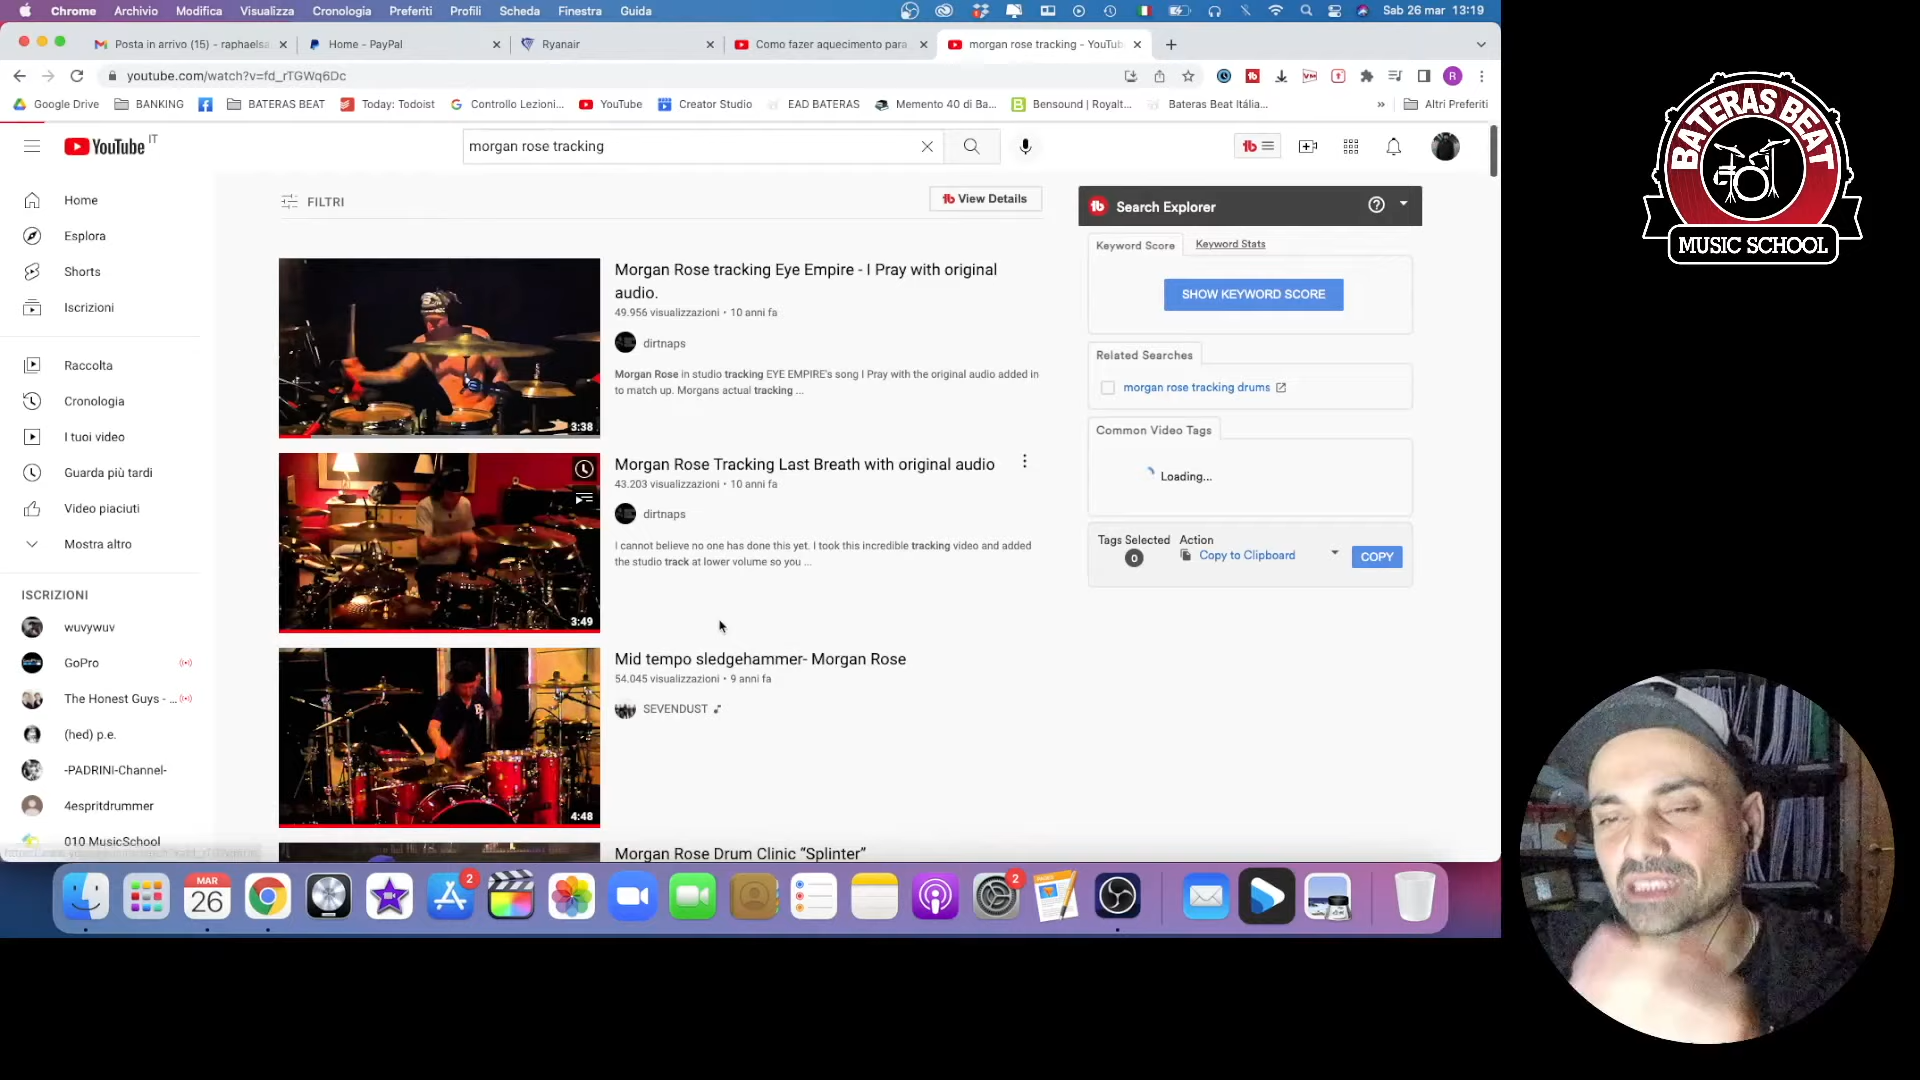 Chrome Archivio Modifica Visualizza Cronologia Preferiti Profili Scheda Finestra Guida Sab 26 mar 13:19
Posta in arrivo (15) - raphaelsa Home - PayPal Ryanair Como fazer aquecimento para morgan rose tracking - YouTub
youtube.com/watch?v=fd_rTGWq6Dc
Google Drive BANKING BATERAS BEAT Today: Todoist Controllo Lezioni... YouTube Creator Studio EAD BATERAS Memento 40 di Ba... Bensound | Royalt... Bateras Beat Itália... » Altri Preferiti
YouTube IT
morgan rose tracking
Home
Esplora
Shorts
Iscrizioni
Raccolta
Cronologia
I tuoi video
Guarda più tardi
Video piaciuti
Mostra altro
ISCRIZIONI
wuvywuv
GoPro
The Honest Guys - ...
(hed) p.e.
-PADRINI-Channel-
4espritdrummer
010 MusicSchool
FILTRI
View Details
Morgan Rose tracking Eye Empire - I Pray with original
audio.
49.956 visualizzazioni • 10 anni fa
dirtnaps
Morgan Rose in studio tracking EYE EMPIRE's song I Pray with the original audio added in
to match up. Morgans actual tracking ...
3:38
Morgan Rose Tracking Last Breath with original audio
43.203 visualizzazioni • 10 anni fa
dirtnaps
I cannot believe no one has done this yet. I took this incredible tracking video and added
the studio track at lower volume so you ...
3:49
Mid tempo sledgehammer- Morgan Rose
54.045 visualizzazioni • 9 anni fa
SEVENDUST
4:48
Morgan Rose Drum Clinic “Splinter”
Search Explorer
Keyword Score Keyword Stats
SHOW KEYWORD SCORE
Related Searches
morgan rose tracking drums
Common Video Tags
Loading...
Tags Selected Action
0 Copy to Clipboard COPY
MAR
26
2
2
BATERAS BEAT
MUSIC SCHOOL